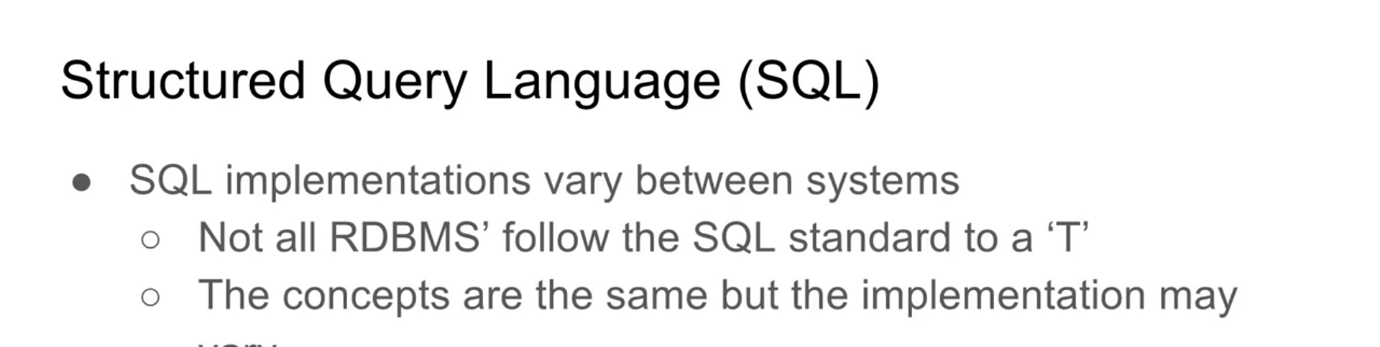 Structured Query Language (SQL)
● SQL implementations vary between systems
○ Not all RDBMS’ follow the SQL standard to a ‘T’
○ The concepts are the same but the implementation may